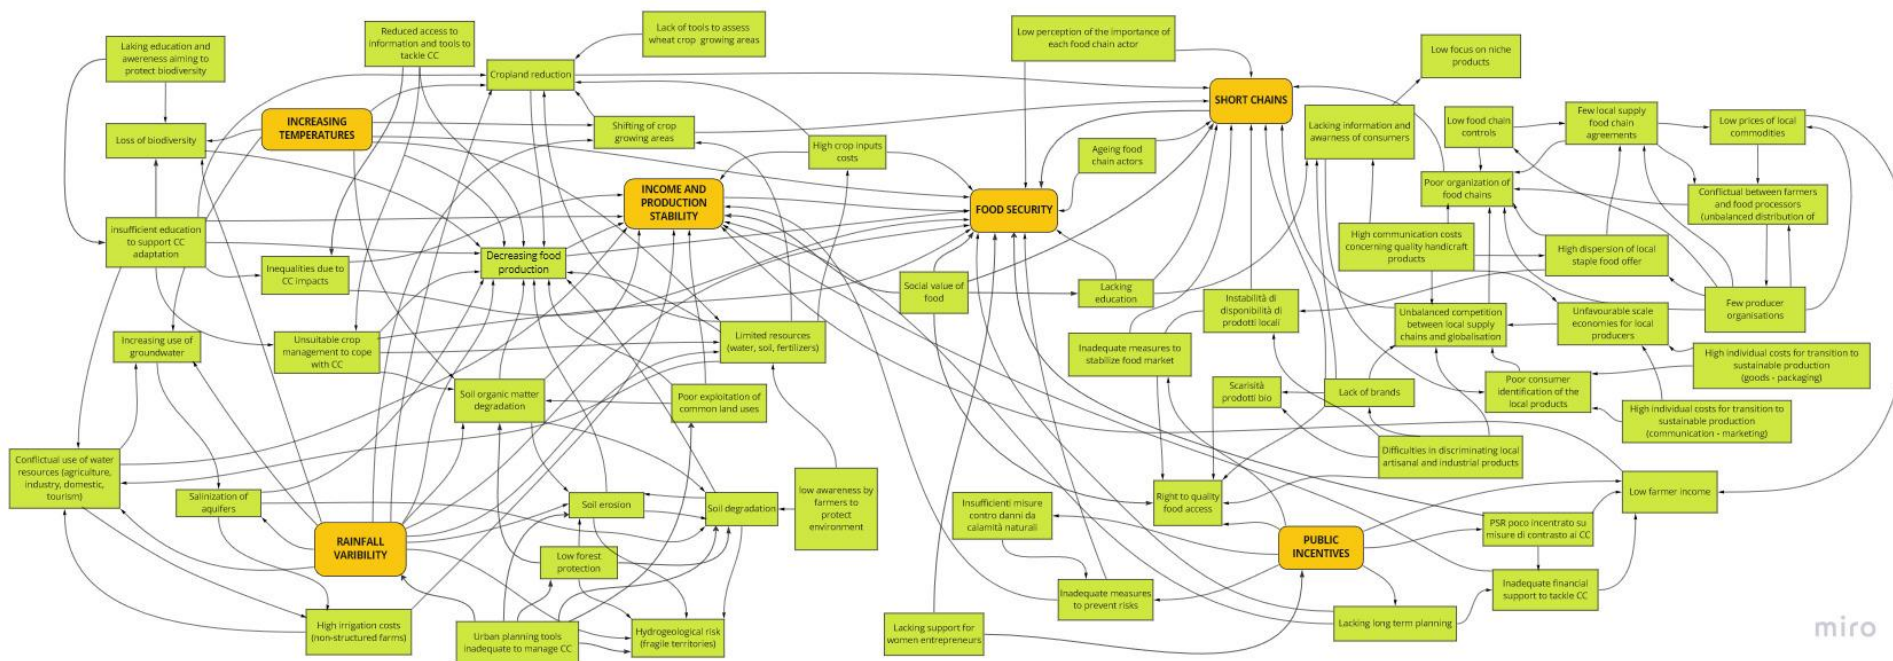 Laking education and
awereness aiming to
protect biodiversity
Reduced access to
information and tools to
tackle CC
Lack of tools to assess
wheat crop growing areas
Cropland reduction
INCREASING
TEMPERATURES
Loss of biodiversity
Shifting of crop
growing areas
High crop inputs
costs
INCOME AND
PRODUCTION
STABILITY
insufficient education
to support CC
adaptation
Inequalities due to
CC impacts
Decreasing food
production
Increasing use of
groundwater
Unsuitable crop
management to cope
with CC
Limited resources
(water, soil, fertilizers)
Soil organic matter
degradation
Poor exploitation of
common land uses
Conflictual use of water
resources (agriculture,
industry, domestic,
tourism)
Salinization of
aquifers
Soil erosion
Soil degradation
low awareness by
farmers to
protect
environment
RAINFALL
VARIBILITY
Low forest
protection
High irrigation costs
(non-structured farms)
Urban planning tools
inadequate to manage CC
Hydrogeological risk
(fragile territories)
Low perception of the importance of
each food chain actor
SHORT CHAINS
Low focus on niche
products
Lacking information and
awarness of consumers
Low food chain
controls
Few local supply
food chain
agreements
Low prices of local
commodities
Ageing food
chain actors
FOOD SECURITY
Poor organization of
food chains
Conflictual between farmers
and food processors
(unbalanced distribution of
High communication costs
concerning quality handicraft
products
High dispersion of local
staple food offer
Social value of
food
Lacking
education
Instabilità di
disponibilità di
prodotti locali
Few producer
organisations
Unbalanced competition
between local supply
chains and globalisation
Unfavourable scale
economies for local
producers
Inadequate measures to
stabilize food market
High individual costs for transition to
sustainable production
(goods - packaging)
Scarisità
prodotti bio
Lack of brands
Poor consumer
identification of the
local products
High individual costs for transition to
sustainable production
(communication - marketing)
Difficulties in discriminating local
artisanal and industrial products
Insufficienti misure
contro danni da
calamità naturali
Right to quality
food access
Low farmer income
PUBLIC
INCENTIVES
PSR poco incentrato su
misure di contrasto ai CC
Inadequate measures
to prevent risks
Inadequate financial
support to tackle CC
Lacking support for
women entrepreneurs
Lacking long term planning
miro